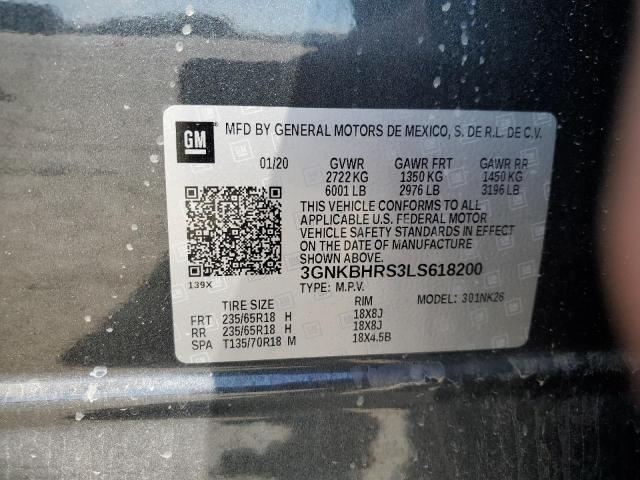 GM
MFD BY GENERAL MOTORS DE MEXICO, S. DE R.L. DE C.V.
01/20 GVWR GAWR FRT GAWR RR
2722 KG 1350 KG 1450 KG
6001 LB 2976 LB 3196 LB
THIS VEHICLE CONFORMS TO ALL
APPLICABLE U.S. FEDERAL MOTOR
VEHICLE SAFETY STANDARDS IN EFFECT
ON THE DATE OF MANUFACTURE
SHOWN ABOVE.
3GNKBHRS3LS618200
139X
TYPE: M.P.V.
TIRE SIZE RIM MODEL: 301NK26
FRT 235/65R18 H 18X8J
RR 235/65R18 H 18X8J
SPA T135/70R18 M 18X4.5B